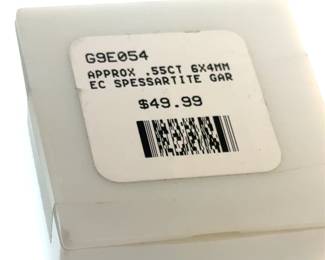 G9E054
APPROX .55CT 6X4MM
EC SPESSARTITE GAR
$49.99